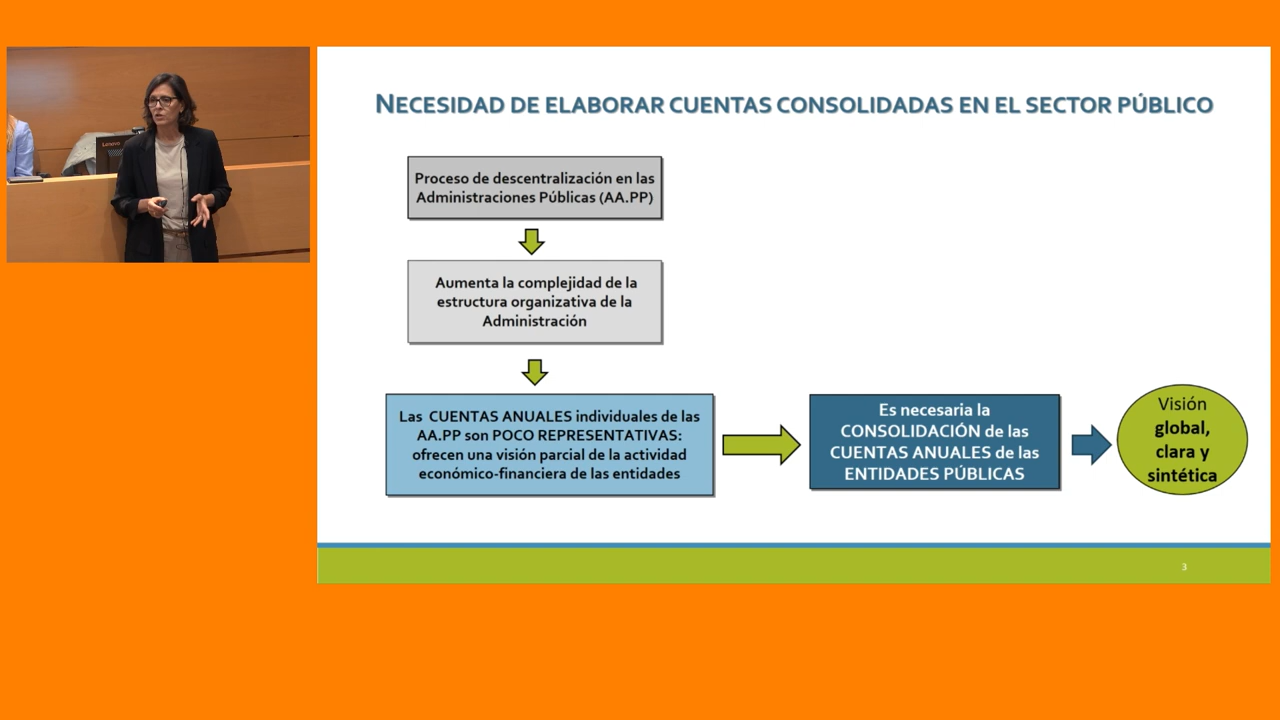 NECESIDAD DE ELABORAR CUENTAS CONSOLIDADAS EN EL SECTOR PÚBLICO
Proceso de descentralización en las
Administraciones Públicas (AA.PP)
Aumenta la complejidad de la
estructura organizativa de la
Administración
Las CUENTAS ANUALES individuales de las
AA.PP son POCO REPRESENTATIVAS:
ofrecen una visión parcial de la actividad
económico-financiera de las entidades
Es necesaria la
CONSOLIDACIÓN de las
CUENTAS ANUALES de las
ENTIDADES PÚBLICAS
Visión
global,
clara y
sintética
3
Lenovo